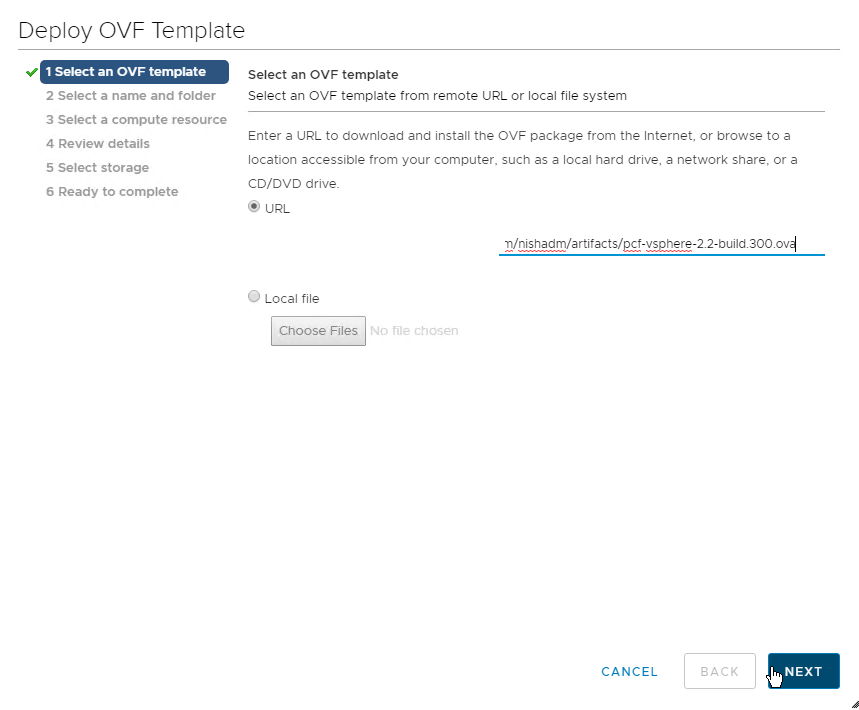 Deploy OVF Template
1 Select an OVF template
2 Select a name and folder
3 Select a compute resource
4 Review details
5 Select storage
6 Ready to complete
Select an OVF template
Select an OVF template from remote URL or local file system
Enter a URL to download and install the OVF package from the Internet, or browse to a
location accessible from your computer, such as a local hard drive, a network share, or a
CD/DVD drive.
URL
m/nishadm/artifacts/pcf-vsphere-2.2-build.300.ova
Local file
Choose Files No file chosen
CANCEL BACK NEXT